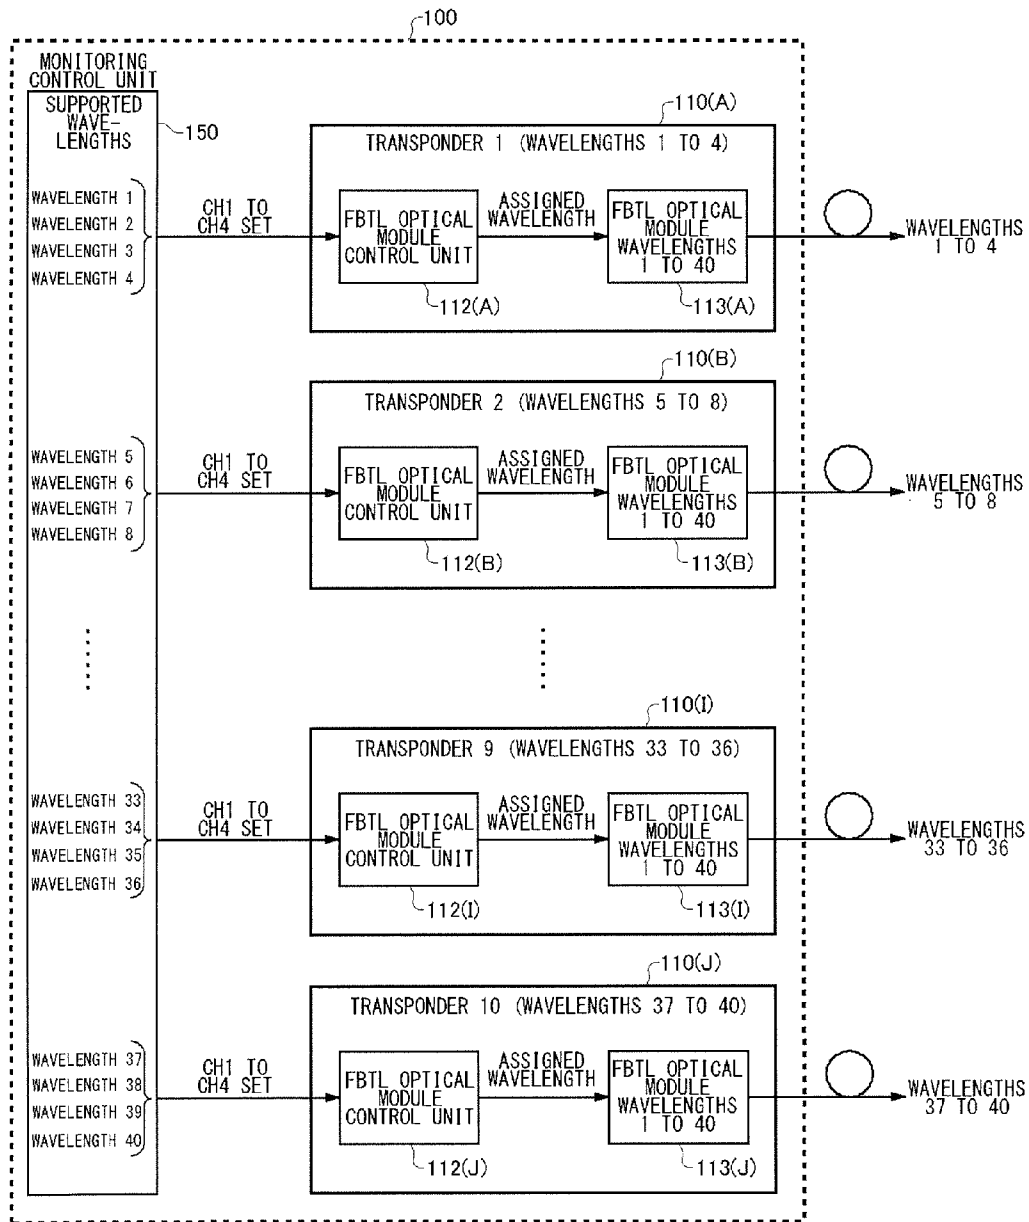 100
MONITORING
CONTROL UNIT
SUPPORTED
WAVE-
LENGTHS
150
110(A)
TRANSPONDER 1 (WAVELENGTHS 1 TO 4)
WAVELENGTH 1
WAVELENGTH 2
WAVELENGTH 3
WAVELENGTH 4
CH1 TO
CH4 SET
FBTL OPTICAL
MODULE
CONTROL UNIT
112(A)
ASSIGNED
WAVELENGTH
FBTL OPTICAL
MODULE
WAVELENGTHS
1 TO 40
113(A)
WAVELENGTHS
1 TO 4
110(B)
TRANSPONDER 2 (WAVELENGTHS 5 TO 8)
WAVELENGTH 5
WAVELENGTH 6
WAVELENGTH 7
WAVELENGTH 8
CH1 TO
CH4 SET
FBTL OPTICAL
MODULE
CONTROL UNIT
112(B)
ASSIGNED
WAVELENGTH
FBTL OPTICAL
MODULE
WAVELENGTHS
1 TO 40
113(B)
WAVELENGTHS
5 TO 8
110(I)
TRANSPONDER 9 (WAVELENGTHS 33 TO 36)
WAVELENGTH 33
WAVELENGTH 34
WAVELENGTH 35
WAVELENGTH 36
CH1 TO
CH4 SET
FBTL OPTICAL
MODULE
CONTROL UNIT
112(I)
ASSIGNED
WAVELENGTH
FBTL OPTICAL
MODULE
WAVELENGTHS
1 TO 40
113(I)
WAVELENGTHS
33 TO 36
110(J)
TRANSPONDER 10 (WAVELENGTHS 37 TO 40)
WAVELENGTH 37
WAVELENGTH 38
WAVELENGTH 39
WAVELENGTH 40
CH1 TO
CH4 SET
FBTL OPTICAL
MODULE
CONTROL UNIT
112(J)
ASSIGNED
WAVELENGTH
FBTL OPTICAL
MODULE
WAVELENGTHS
1 TO 40
113(J)
WAVELENGTHS
37 TO 40